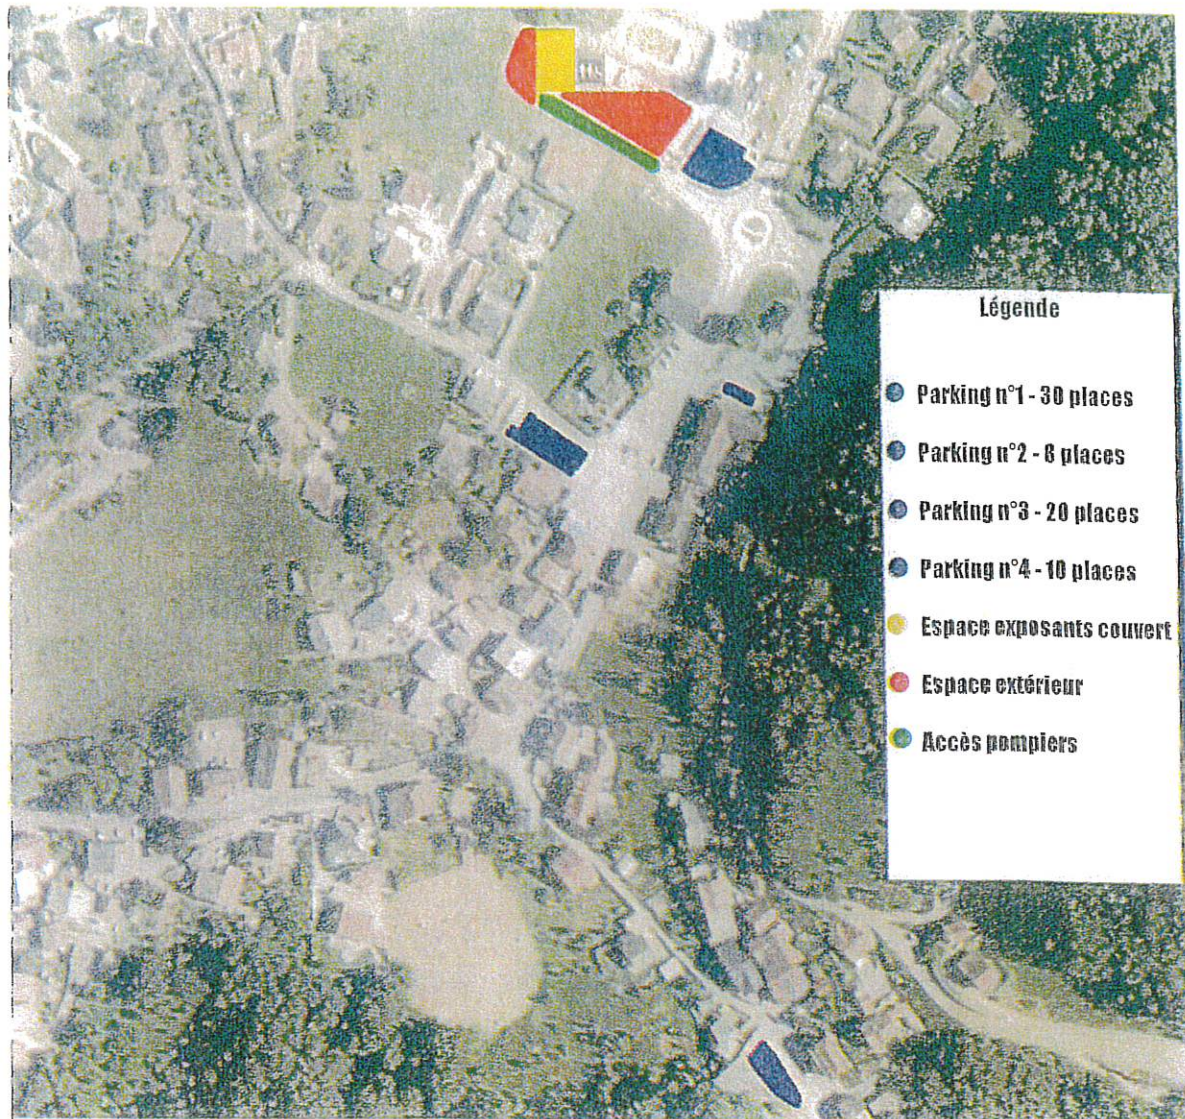 Légende
Parking n°1 - 30 places
Parking n°2 - 8 places
Parking n°3 - 20 places
Parking n°4 - 10 places
Espace exposants couvert
Espace extérieur
Accès pompiers